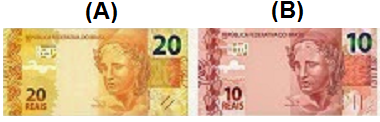 (A) (B)
REPÚBLICA FEDERATIVA DO BRASIL
20
20
REAIS
REPÚBLICA FEDERATIVA DO BRASIL
10
10
REAIS